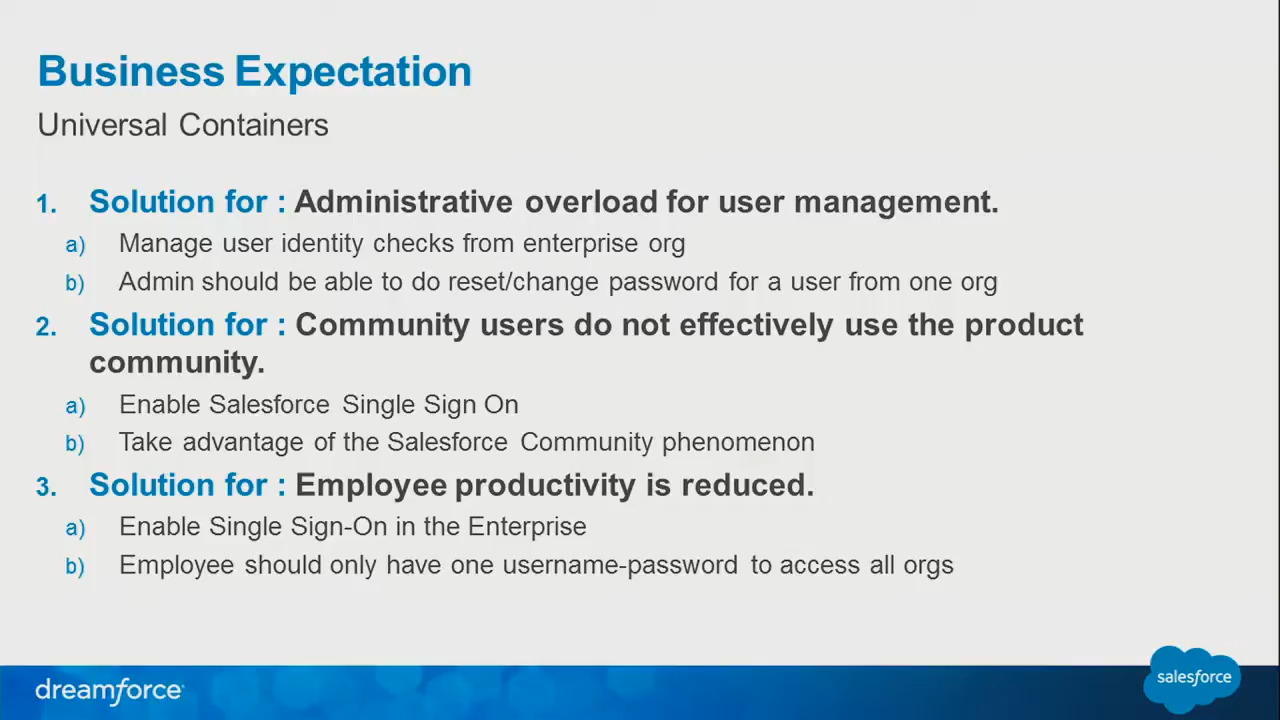 Business Expectation
Universal Containers
1. Solution for : Administrative overload for user management.
a) Manage user identity checks from enterprise org
b) Admin should be able to do reset/change password for a user from one org
2. Solution for : Community users do not effectively use the product
community.
a) Enable Salesforce Single Sign On
b) Take advantage of the Salesforce Community phenomenon
3. Solution for : Employee productivity is reduced.
a) Enable Single Sign-On in the Enterprise
b) Employee should only have one username-password to access all orgs
dreamforce
salesforce